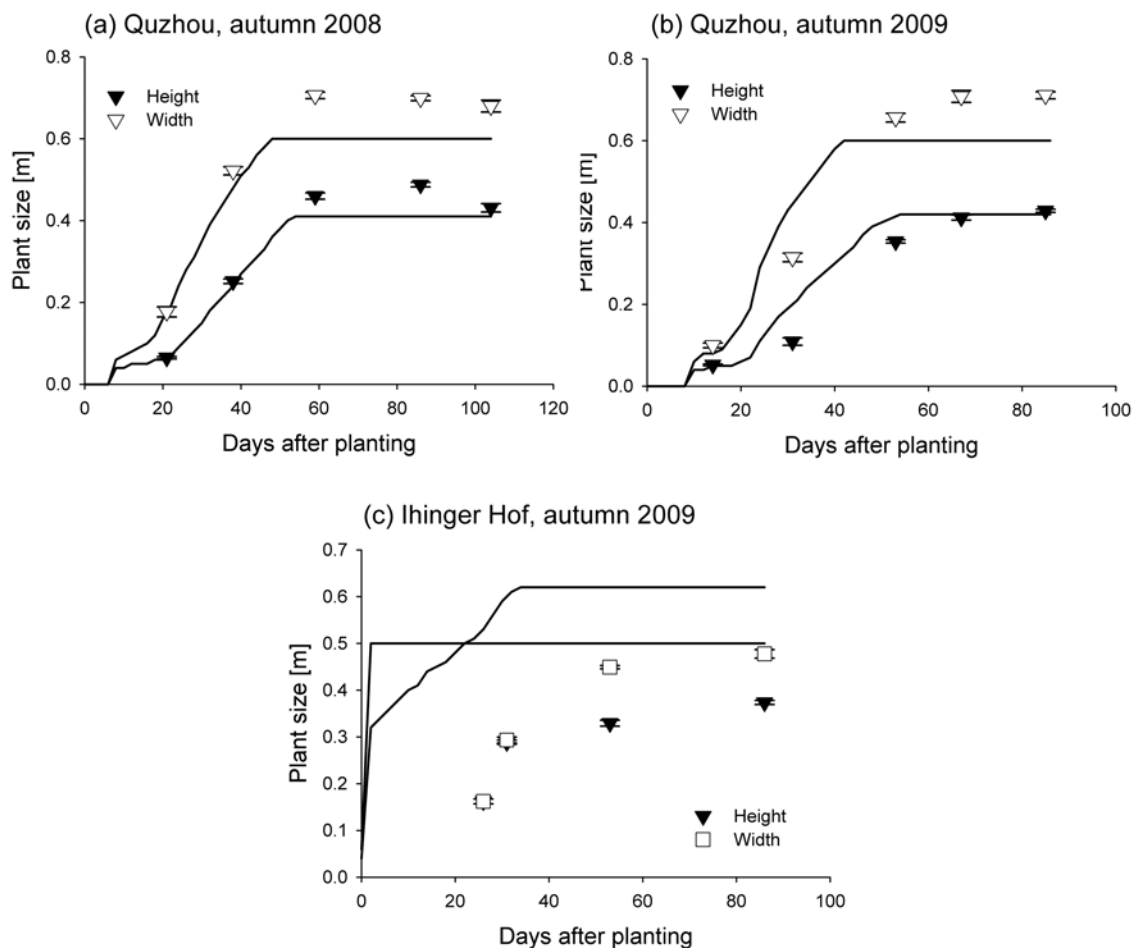 (a) Quzhou, autumn 2008
0.8
0.6
0.4
0.2
0.0
Plant size [m]
Height
Width
0 20 40 60 80 100 120
Days after planting
(b) Quzhou, autumn 2009
0.8
0.6
0.4
0.2
0.0
Plant size [m]
Height
Width
0 20 40 60 80 100
Days after planting
(c) Ihinger Hof, autumn 2009
0.7
0.6
0.5
0.4
0.3
0.2
0.1
0.0
Plant size [m]
Height
Width
0 20 40 60 80 100
Days after planting